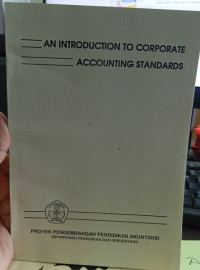 AN INTRODUCTION TO CORPORATE
ACCOUNTING STANDARDS
PROYEK PENGEMBANGAN PENDIDIKAN AKUNTANSI
DEPARTEMEN PENDIDIKAN DAN KEBUDAYAAN